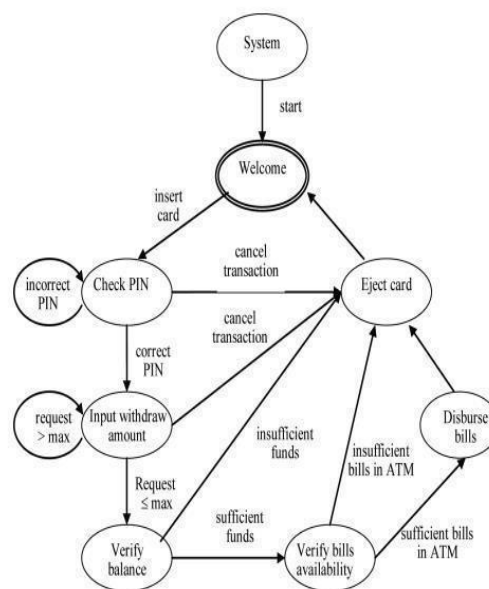 System
start
Welcome
insert
card
cancel
transaction
incorrect
PIN
Check PIN
Eject card
cancel
transaction
correct
PIN
request
> max
Input withdraw
amount
Disburse
bills
insufficient
funds
insufficient
bills in ATM
Request
≤ max
sufficient
funds
sufficient bills
in ATM
Verify
balance
Verify bills
availability